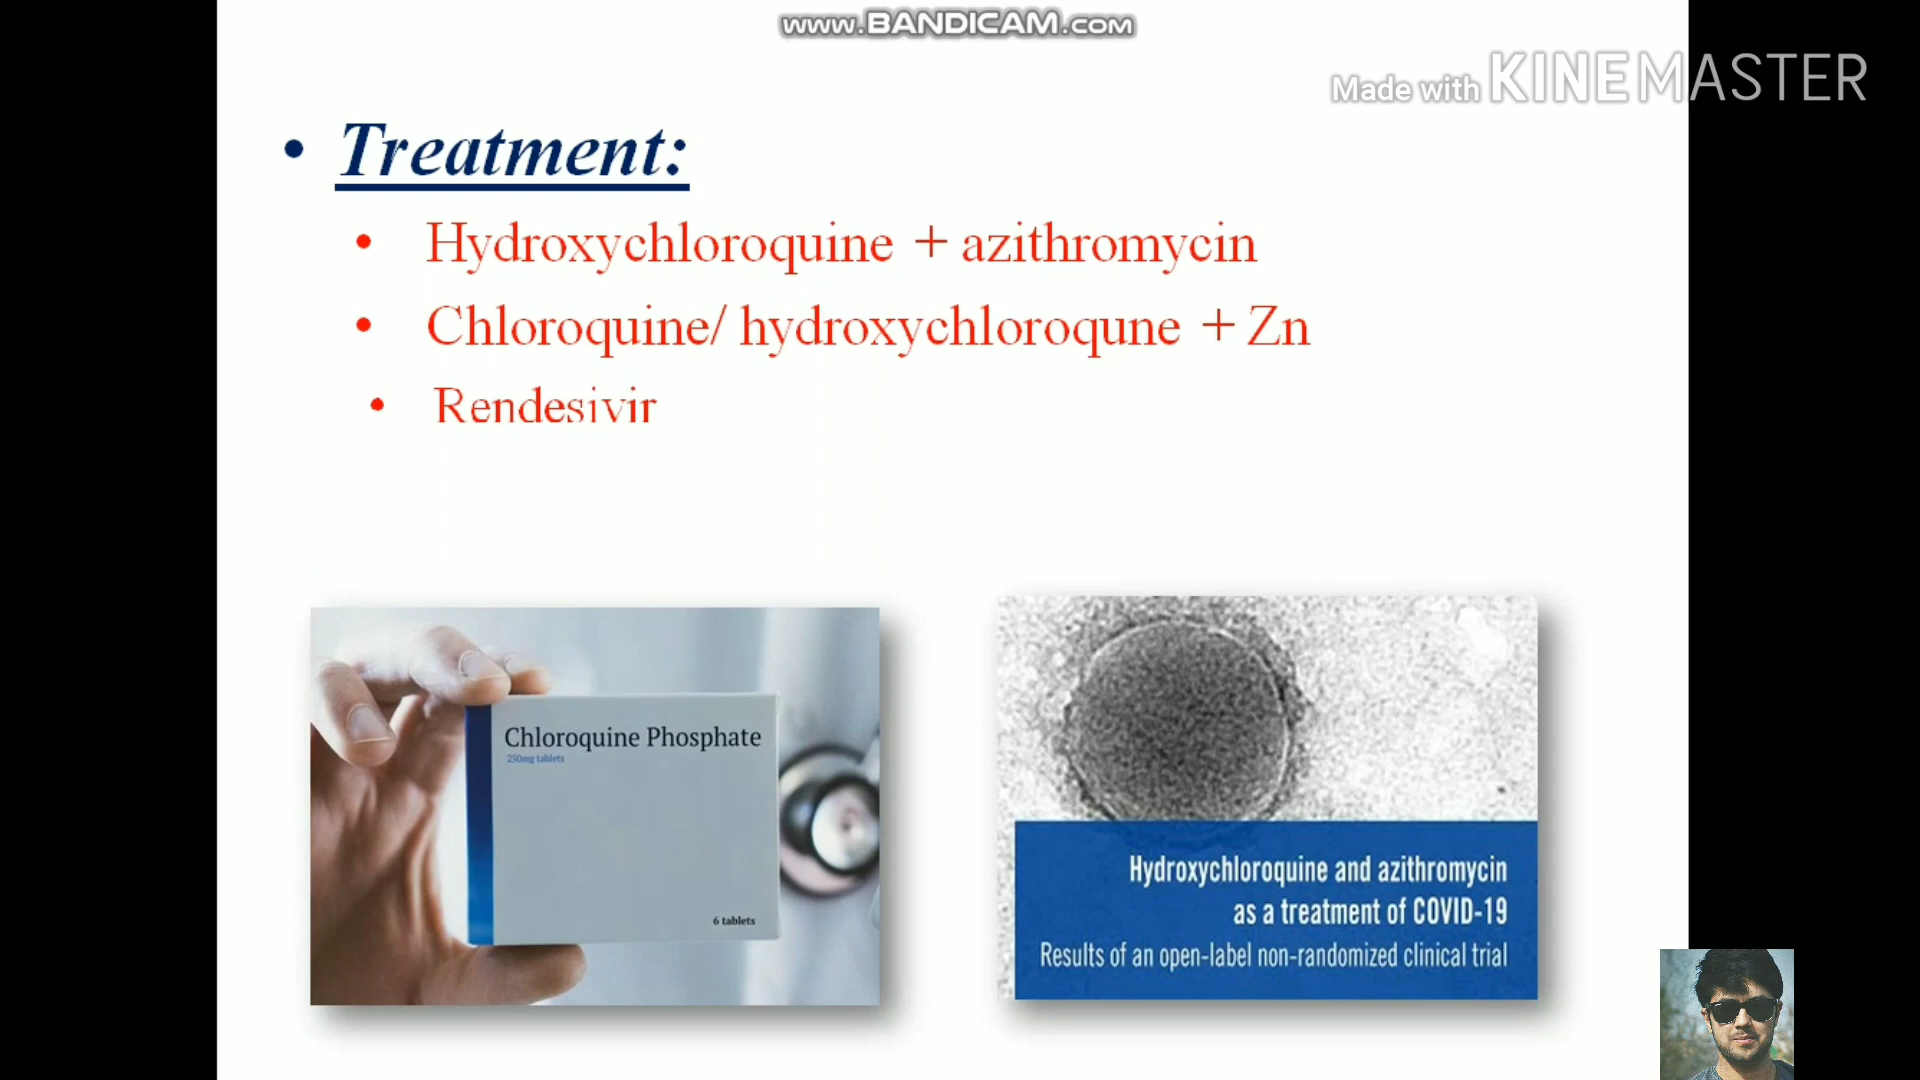 www.BANDICAM.com
Made with KINEMASTER
• Treatment:
• Hydroxychloroquine + azithromycin
• Chloroquine/ hydroxychloroqune + Zn
• Rendesivir
Chloroquine Phosphate
250mg tablets
6 tablets
Hydroxychloroquine and azithromycin
as a treatment of COVID-19
Results of an open-label non-randomized clinical trial